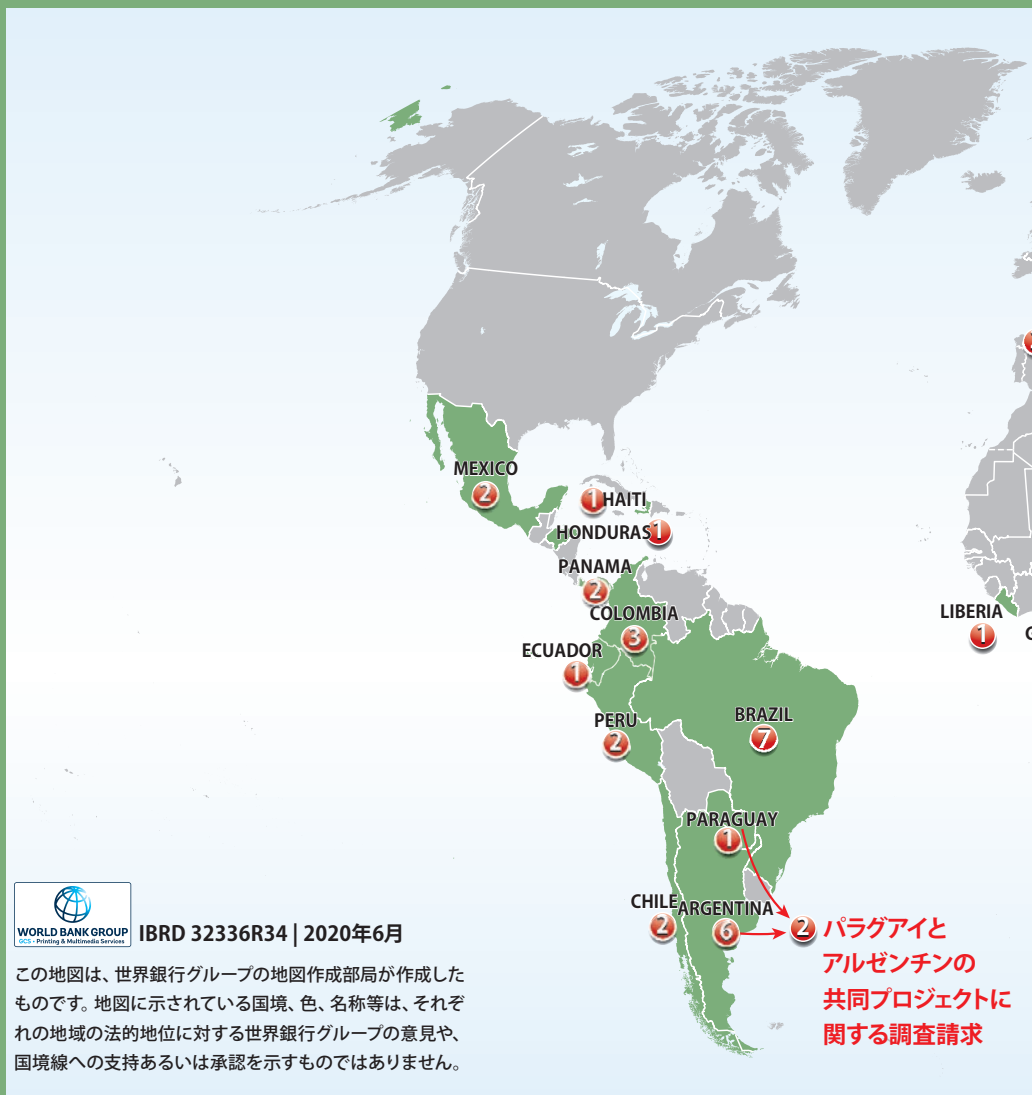 MEXICO
2
1 HAITI
HONDURAS 1
PANAMA
2
COLOMBIA
3
LIBERIA
1
ECUADOR
1
PERU
2
BRAZIL
7
PARAGUAY
1
CHILE
2
ARGENTINA
6
2
パラグアイと
アルゼンチンの
共同プロジェクトに
関する調査請求
WORLD BANK GROUP
GCS · Printing & Multimedia Services
IBRD 32336R34 | 2020年6月
この地図は、世界銀行グループの地図作成部局が作成した
ものです。地図に示されている国境、色、名称等は、それぞ
れの地域の法的地位に対する世界銀行グループの意見や、
国境線への支持あるいは承認を示すものではありません。